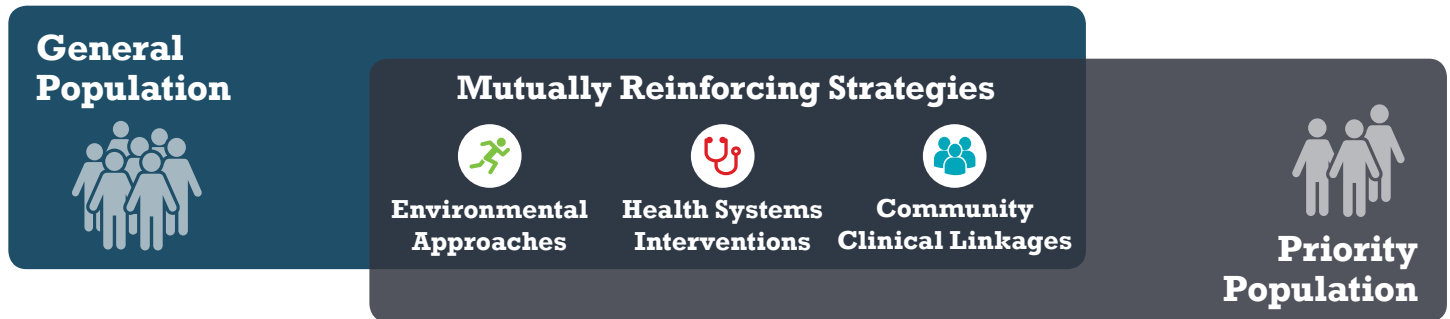 General
Population
Mutually Reinforcing Strategies
Environmental
Approaches
Health Systems
Interventions
Community
Clinical Linkages
Priority
Population